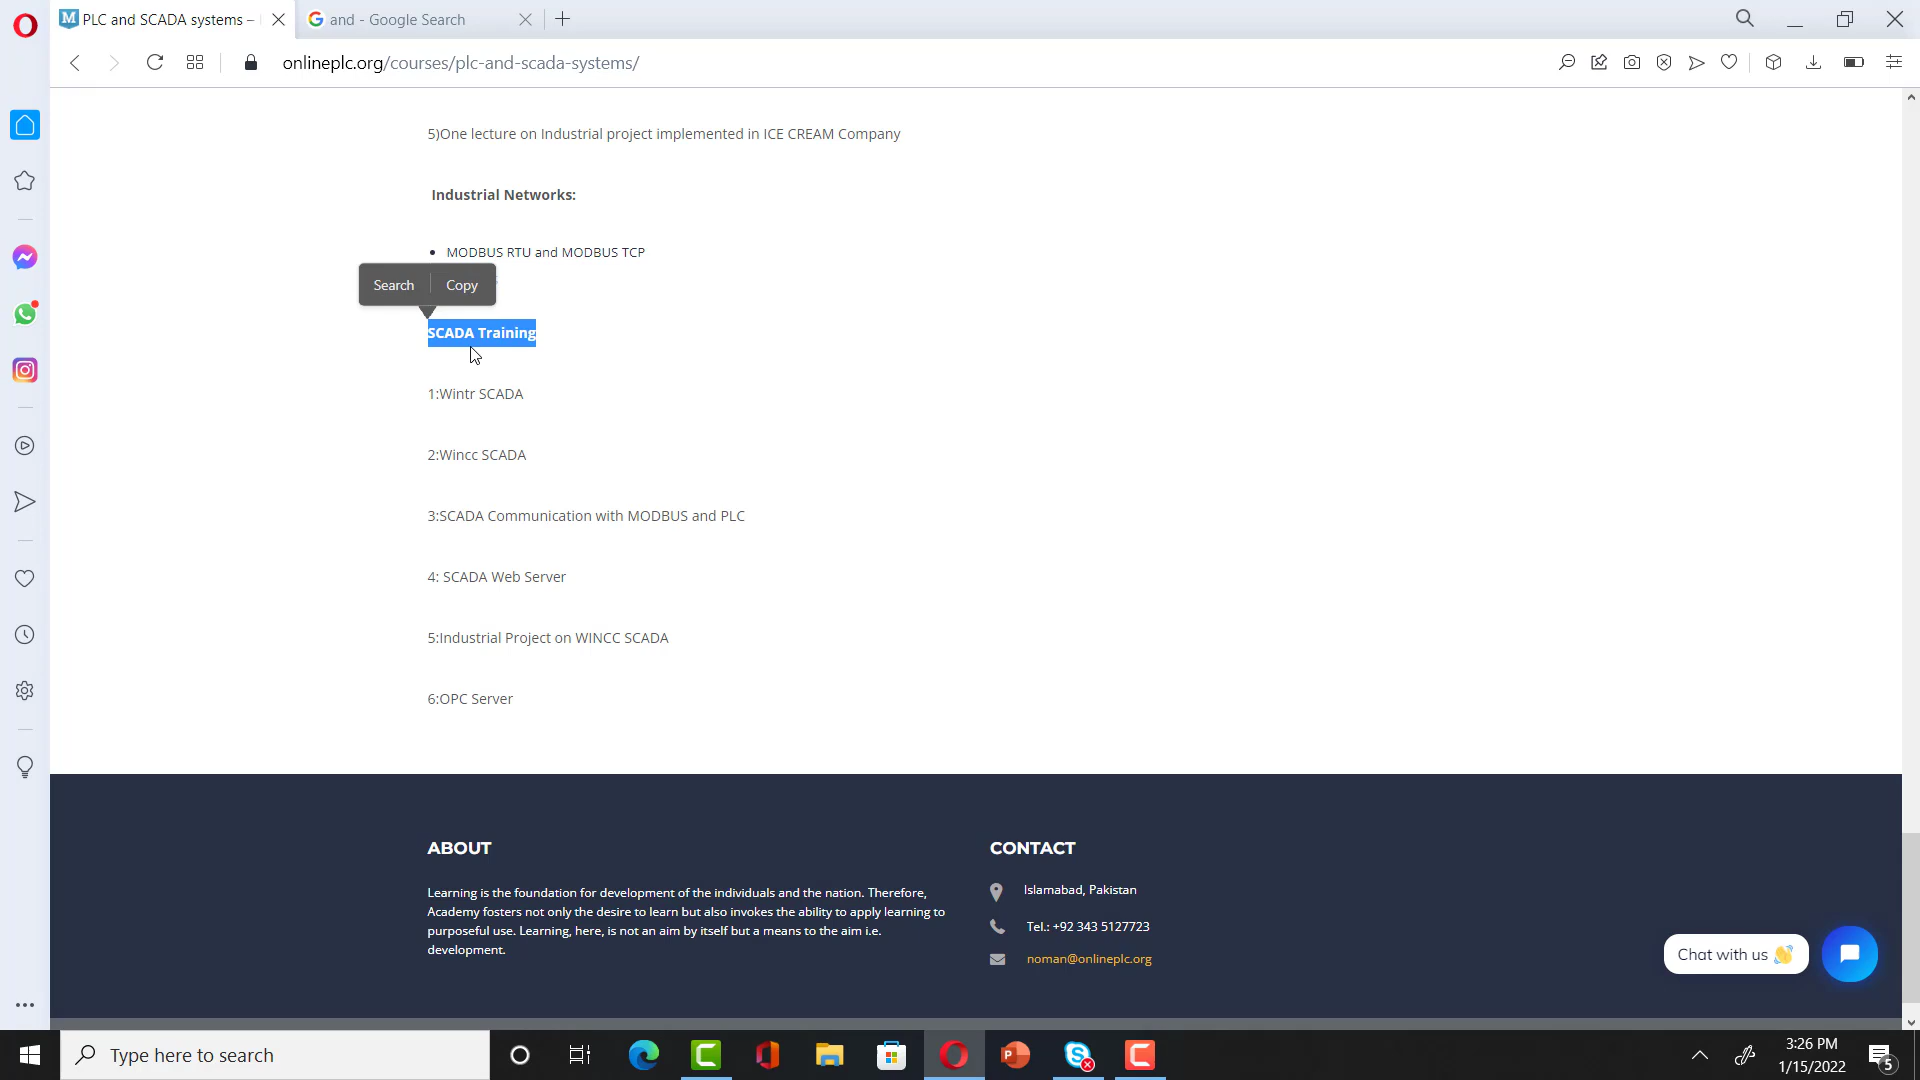 PLC and SCADA systems –
and - Google Search
onlineplc.org/courses/plc-and-scada-systems/
5)One lecture on Industrial project implemented in ICE CREAM Company
Industrial Networks:
MODBUS RTU and MODBUS TCP
Search
Copy
SCADA Training
1:Wintr SCADA
2:Wincc SCADA
3:SCADA Communication with MODBUS and PLC
4: SCADA Web Server
5:Industrial Project on WINCC SCADA
6:OPC Server
ABOUT
Learning is the foundation for development of the individuals and the nation. Therefore,
Academy fosters not only the desire to learn but also invokes the ability to apply learning to
purposeful use. Learning, here, is not an aim by itself but a means to the aim i.e.
development.
CONTACT
Islamabad, Pakistan
Tel.: +92 343 5127723
noman@onlineplc.org
Chat with us 👋
Type here to search
3:26 PM
1/15/2022
5